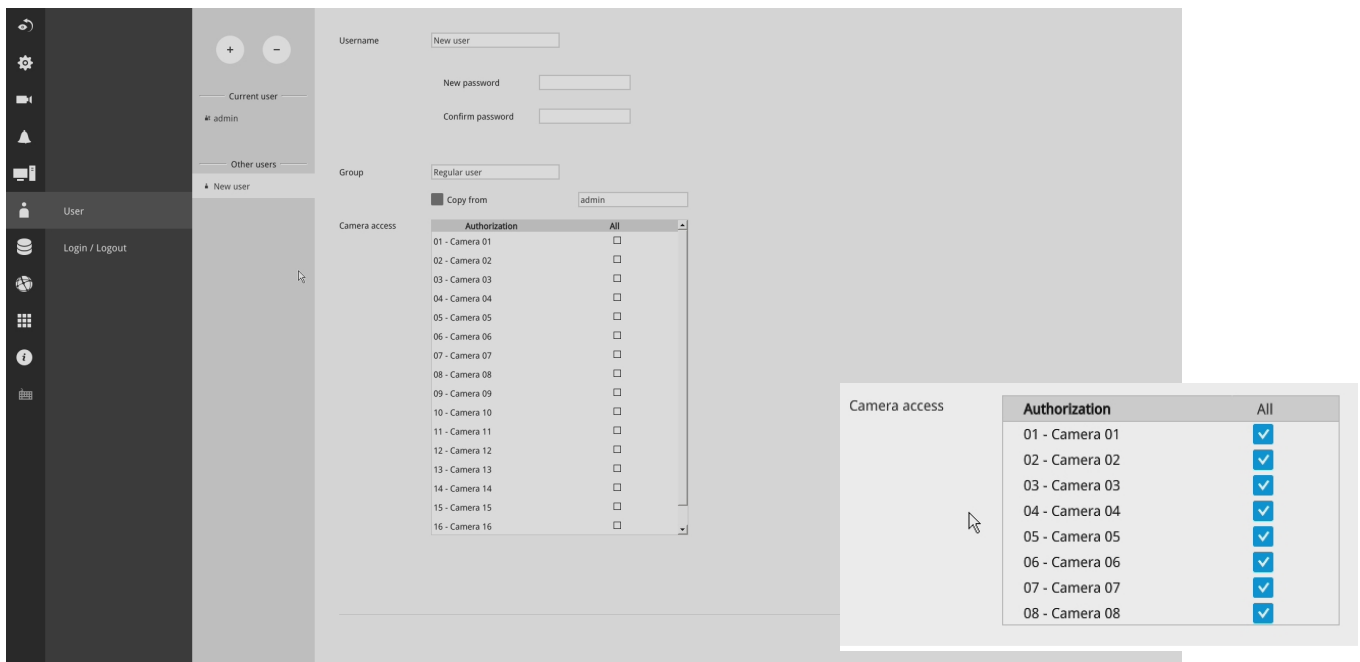 + -
Username New user
New password
Current user
admin
Confirm password
Other users
New user
Group Regular user
Copy from admin
User
Login / Logout
Camera access
Authorization All
01 - Camera 01
02 - Camera 02
03 - Camera 03
04 - Camera 04
05 - Camera 05
06 - Camera 06
07 - Camera 07
08 - Camera 08
09 - Camera 09
10 - Camera 10
11 - Camera 11
12 - Camera 12
13 - Camera 13
14 - Camera 14
15 - Camera 15
16 - Camera 16
Camera access
Authorization All
01 - Camera 01
02 - Camera 02
03 - Camera 03
04 - Camera 04
05 - Camera 05
06 - Camera 06
07 - Camera 07
08 - Camera 08